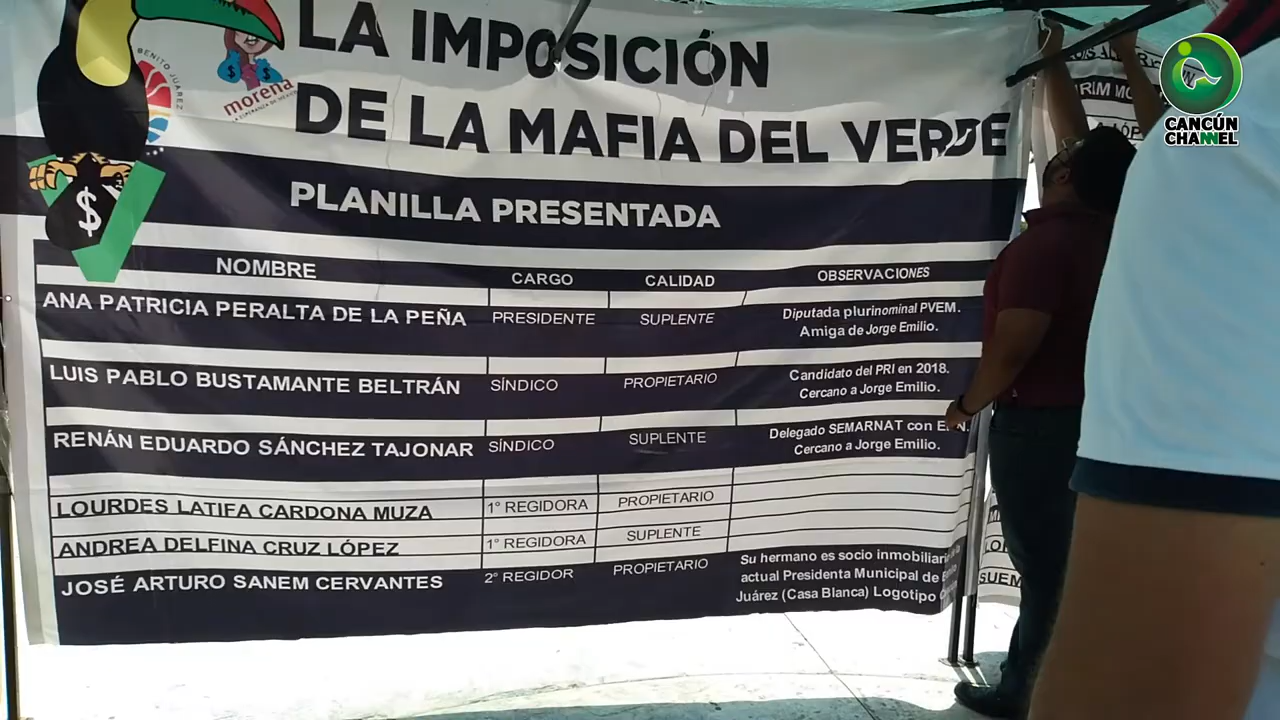 LA IMPOSICIÓN
DE LA MAFIA DEL VERDE
BENITO JUÁREZ
morena
LA ESPERANZA DE MÉXICO
$
PLANILLA PRESENTADA
NOMBRE CARGO CALIDAD OBSERVACIONES
ANA PATRICIA PERALTA DE LA PEÑA PRESIDENTE SUPLENTE Diputada plurinominal PVEM.
Amiga de Jorge Emilio.
LUIS PABLO BUSTAMANTE BELTRÁN SÍNDICO PROPIETARIO Candidato del PRI en 2018.
Cercano a Jorge Emilio.
RENÁN EDUARDO SÁNCHEZ TAJONAR SÍNDICO SUPLENTE Delegado SEMARNAT con
Cercano a Jorge Emilio.
LOURDES LATIFA CARDONA MUZA 1° REGIDORA PROPIETARIO
ANDREA DELFINA CRUZ LÓPEZ 1° REGIDORA SUPLENTE
JOSÉ ARTURO SANEM CERVANTES 2° REGIDOR PROPIETARIO Su hermano es socio
actual Presidenta Municipal de
Juárez (Casa Blanca) Logotipo
CANCÚN
CHANNEL